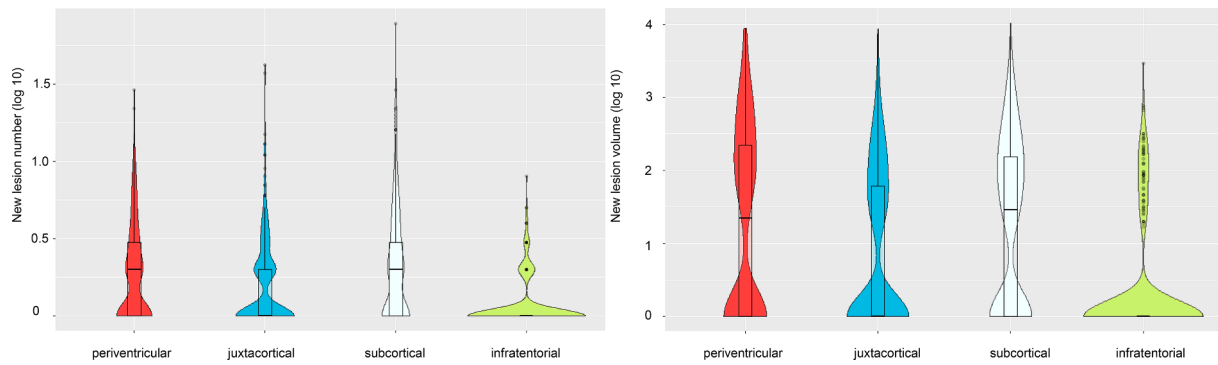 New lesion number (log 10)
1.5
1.0
0.5
0
periventricular juxtacortical subcortical infratentorial
New lesion volume (log 10)
4
3
2
1
0
periventricular juxtacortical subcortical infratentorial